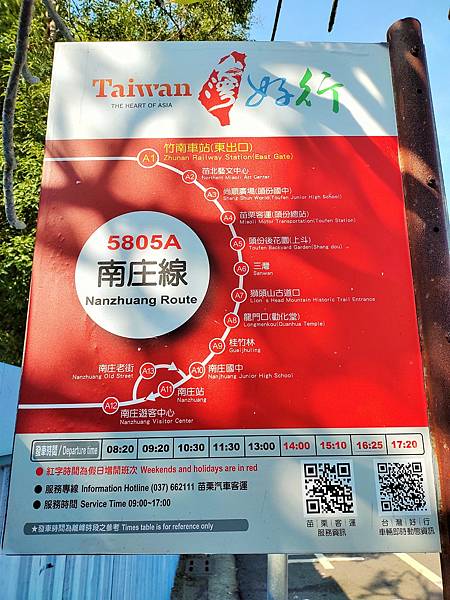 Taiwan 灣 好行
THE HEART OF ASIA
A1 竹南車站(東出口)
Zhunan Railway Station(East Gate)
A2 苗北藝文中心
Northern Miaoli Art Center
A3 尚順廣場(頭份國中)
Shang Shun World(Toufen Junior High School)
A4 苗栗客運(頭份總站)
Miaoli Motor Transportation(Toufen Station)
5805A
南庄線
Nanzhuang Route
A5 頭份後花園(上斗)
Toufen Backyard Garden(Shang dou)
A6 三灣
Sanwan
A7 獅頭山古道口
Lion's Head Mountain Historic Trail Entrance
A8 龍門口(勸化堂)
Longmenkou(Quanhua Temple)
A9 桂竹林
Gueijhuling
南庄老街 A13
Nanzhuang Old Street
A10 南庄國中
Nanjhuang Junior High School
A11 南庄站
Nanzhuang
A12 南庄遊客中心
Nanzhuang Visitor Center
發車時間/Departure time 08:20 09:20 10:30 11:30 13:00 14:00 15:10 16:25 17:20
● 紅字時間為假日增開班次 Weekends and holidays are in red
● 服務專線 Information Hotline (037) 662111 苗栗汽車客運
● 服務時間 Service Time 09:00~17:00
★發車時間為離峰時段之參考 Times table is for reference only
苗栗客運
服務資訊
台灣好行
車輛即時動態資訊